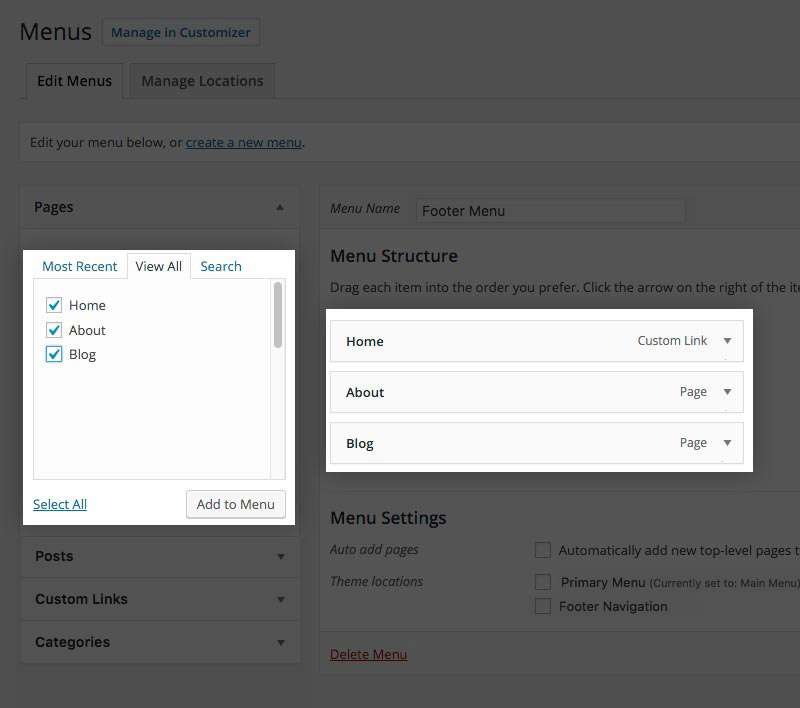 Menus Manage in Customizer
Edit Menus Manage Locations
Edit your menu below, or create a new menu.
Pages
Most Recent View All Search
Home
About
Blog
Select All Add to Menu
Posts
Custom Links
Categories
Menu Name Footer Menu
Menu Structure
Drag each item into the order you prefer. Click the arrow on the right of the ite
Home Custom Link
About Page
Blog Page
Menu Settings
Auto add pages Automatically add new top-level pages t
Theme locations Primary Menu (Currently set to: Main Menu)
Footer Navigation
Delete Menu